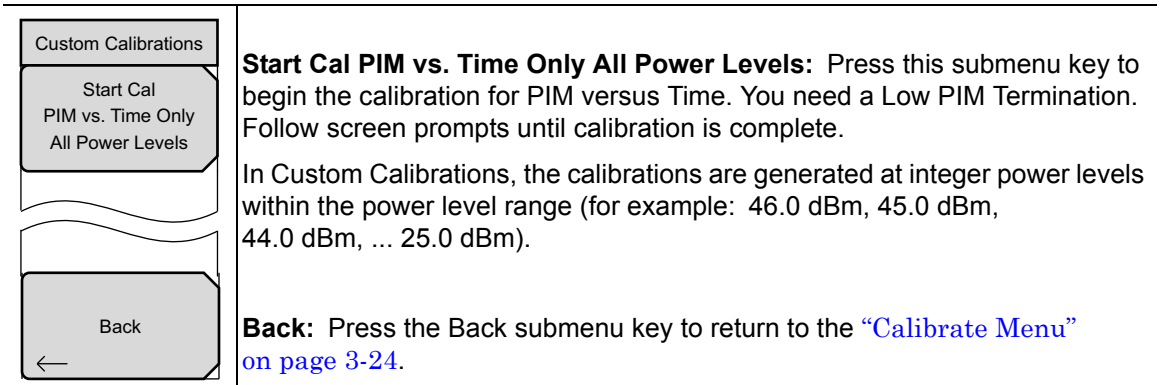 Custom Calibrations
Start Cal
PIM vs. Time Only
All Power Levels
Back
Start Cal PIM vs. Time Only All Power Levels: Press this submenu key to
begin the calibration for PIM versus Time. You need a Low PIM Termination.
Follow screen prompts until calibration is complete.
In Custom Calibrations, the calibrations are generated at integer power levels
within the power level range (for example: 46.0 dBm, 45.0 dBm,
44.0 dBm, ... 25.0 dBm).
Back: Press the Back submenu key to return to the “Calibrate Menu”
on page 3-24.